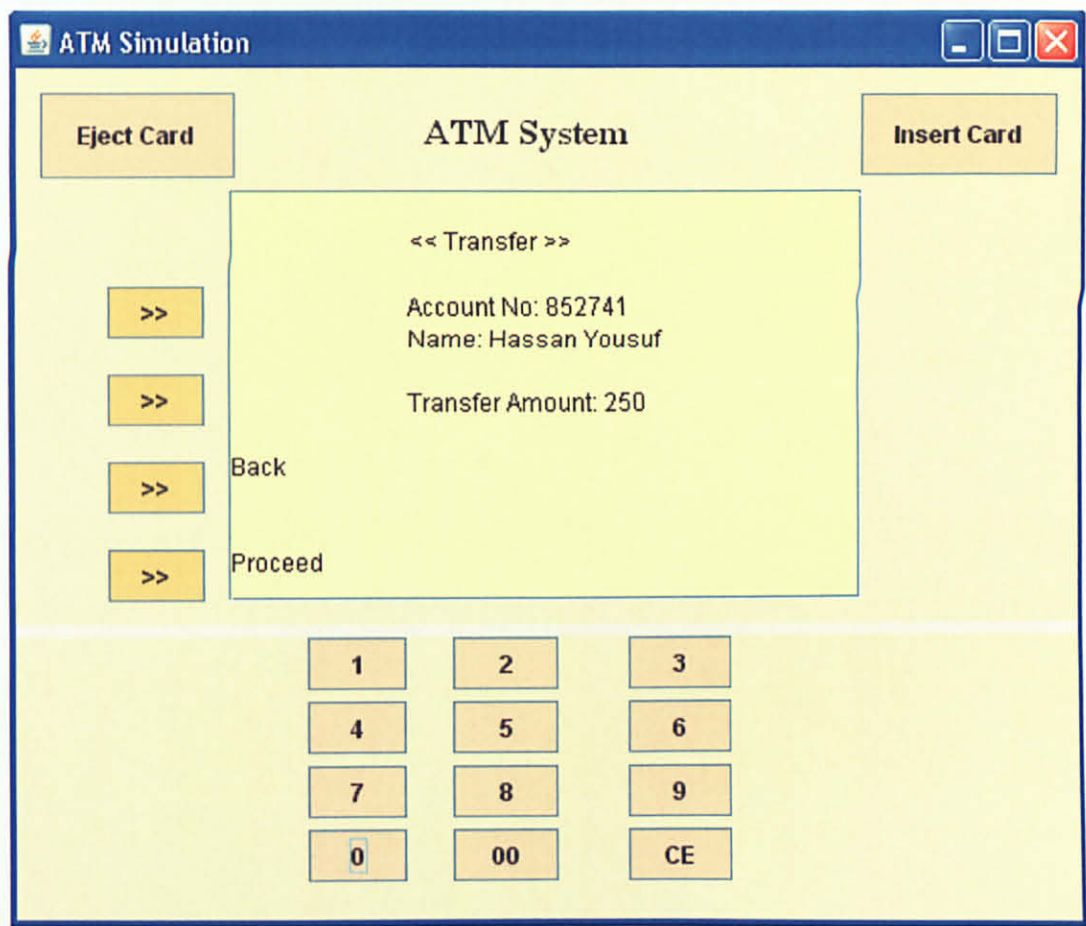 ATM Simulation
Eject Card
ATM System
Insert Card
<< Transfer >>
>>
Account No: 852741
Name: Hassan Yousuf
>>
Transfer Amount: 250
>>
Back
>>
Proceed
1 2 3
4 5 6
7 8 9
0 00 CE